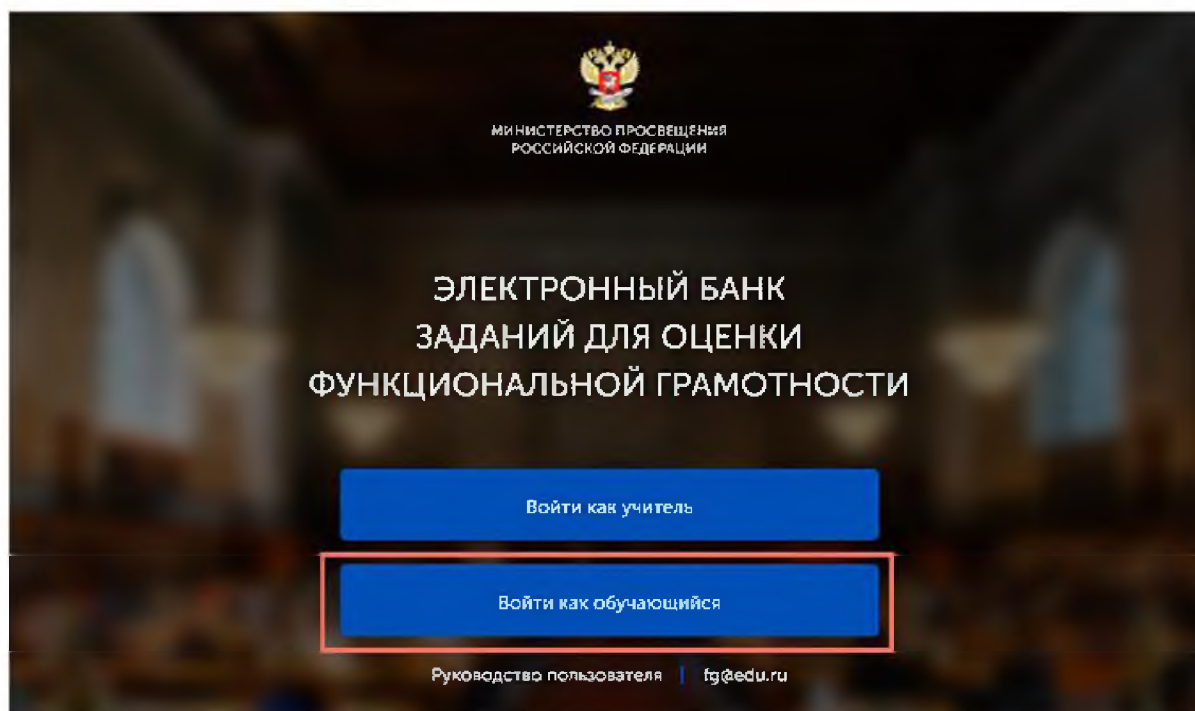 МИНИСТЕРСТВО ПРОСВЕЩЕНИЯ
РОССИЙСКОЙ ФЕДЕРАЦИИ
ЭЛЕКТРОННЫЙ БАНК
ЗАДАНИЙ ДЛЯ ОЦЕНКИ
ФУНКЦИОНАЛЬНОЙ ГРАМОТНОСТИ
Войти как учитель
Войти как обучающийся
Руководство пользователя | fg@edu.ru